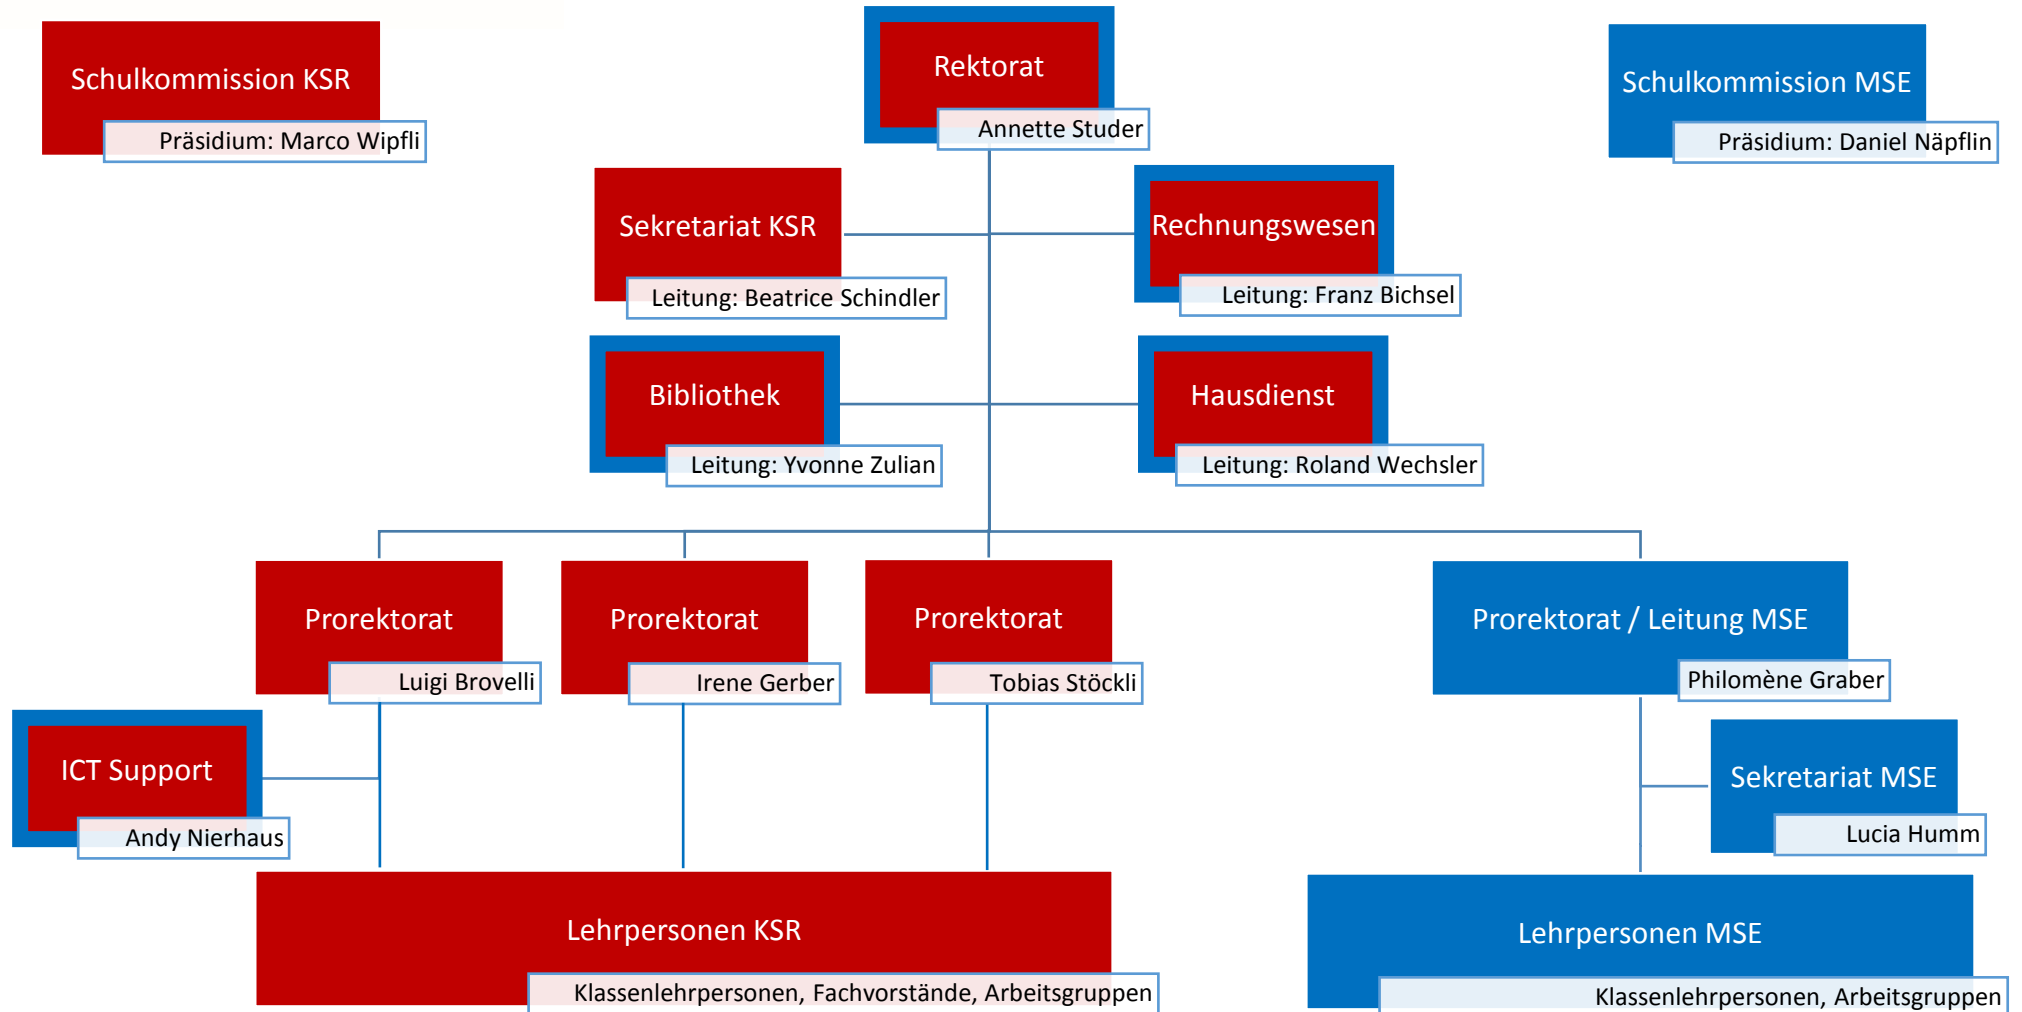 Schulkommission KSR
Präsidium: Marco Wipfli
Rektorat
Annette Studer
Schulkommission MSE
Präsidium: Daniel Näpflin
Sekretariat KSR
Leitung: Beatrice Schindler
Rechnungswesen
Leitung: Franz Bichsel
Bibliothek
Leitung: Yvonne Zulian
Hausdienst
Leitung: Roland Wechsler
Prorektorat
Luigi Brovelli
Prorektorat
Irene Gerber
Prorektorat
Tobias Stöckli
Prorektorat / Leitung MSE
Philomène Graber
ICT Support
Andy Nierhaus
Sekretariat MSE
Lucia Humm
Lehrpersonen KSR
Klassenlehrpersonen, Fachvorstände, Arbeitsgruppen
Lehrpersonen MSE
Klassenlehrpersonen, Arbeitsgruppen